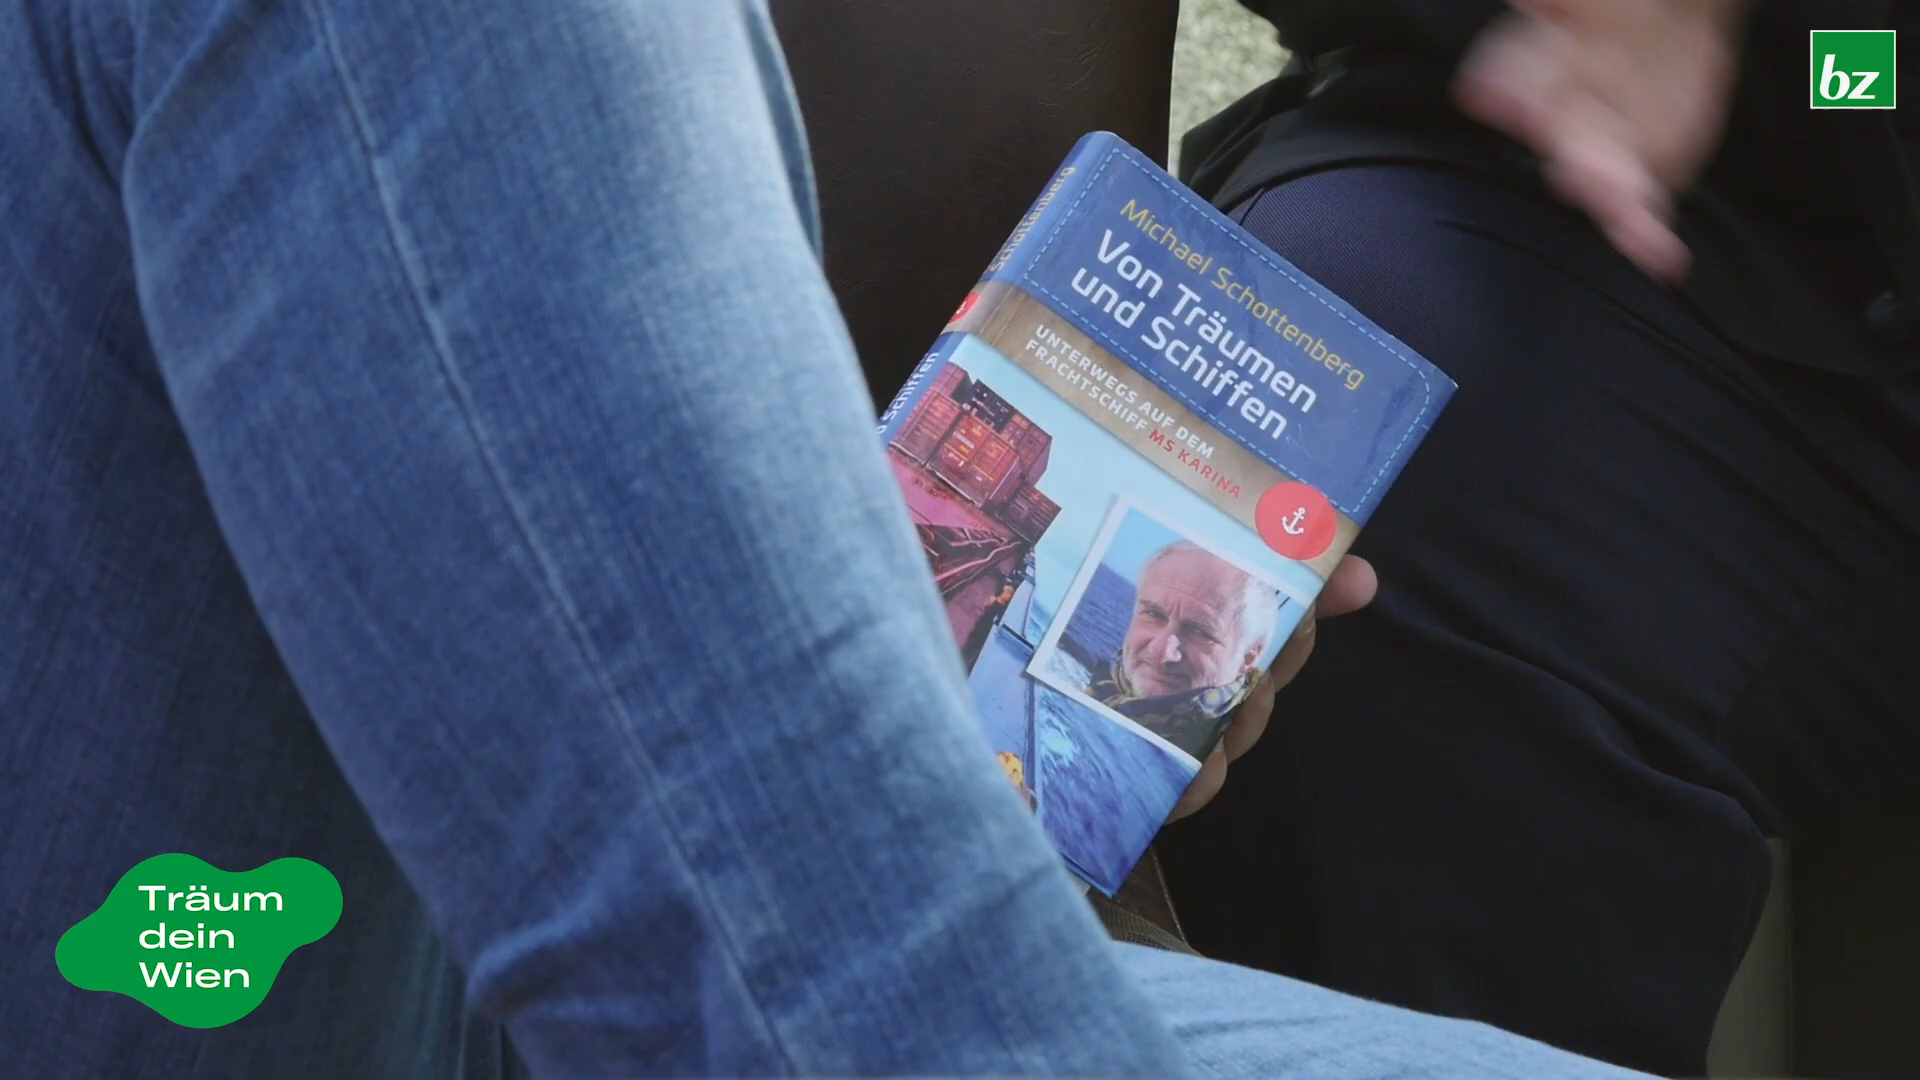 bz
Michael Schottenberg
Von Träumen
und Schiffen
UNTERWEGS AUF DEM
FRACHTSCHIFF MS KARINA
Schottenberg
Schiffen
Träum
dein
Wien